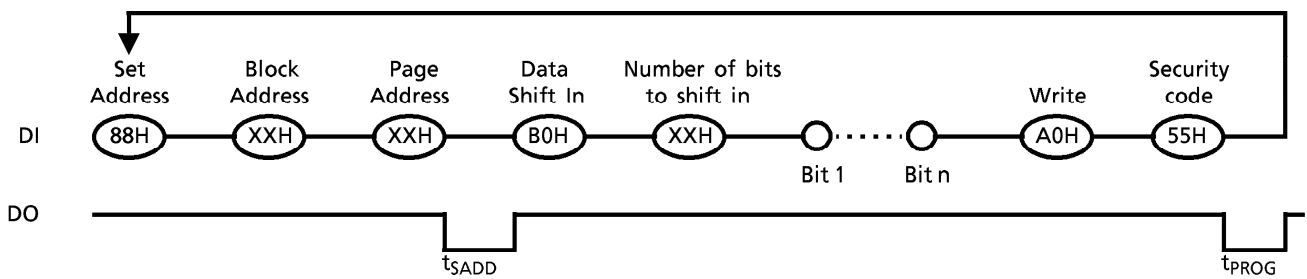 Set Address
Block Address
Page Address
Data Shift In
Number of bits to shift in
Write
Security code
DI
88H
XXH
XXH
B0H
XXH
A0H
55H
Bit 1
Bit n
DO
tSADD
tPROG